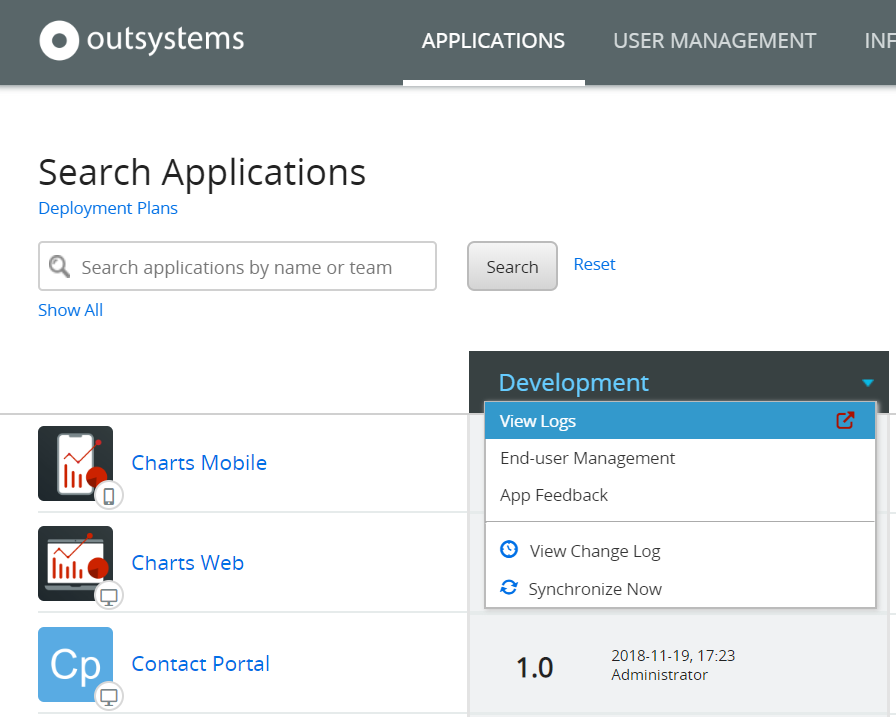 outsystems
APPLICATIONS
USER MANAGEMENT
INF
Search Applications
Deployment Plans
Search applications by name or team
Search
Reset
Show All
Development
View Logs
End-user Management
App Feedback
View Change Log
Synchronize Now
Charts Mobile
Charts Web
Cp
Contact Portal
1.0
2018-11-19, 17:23
Administrator